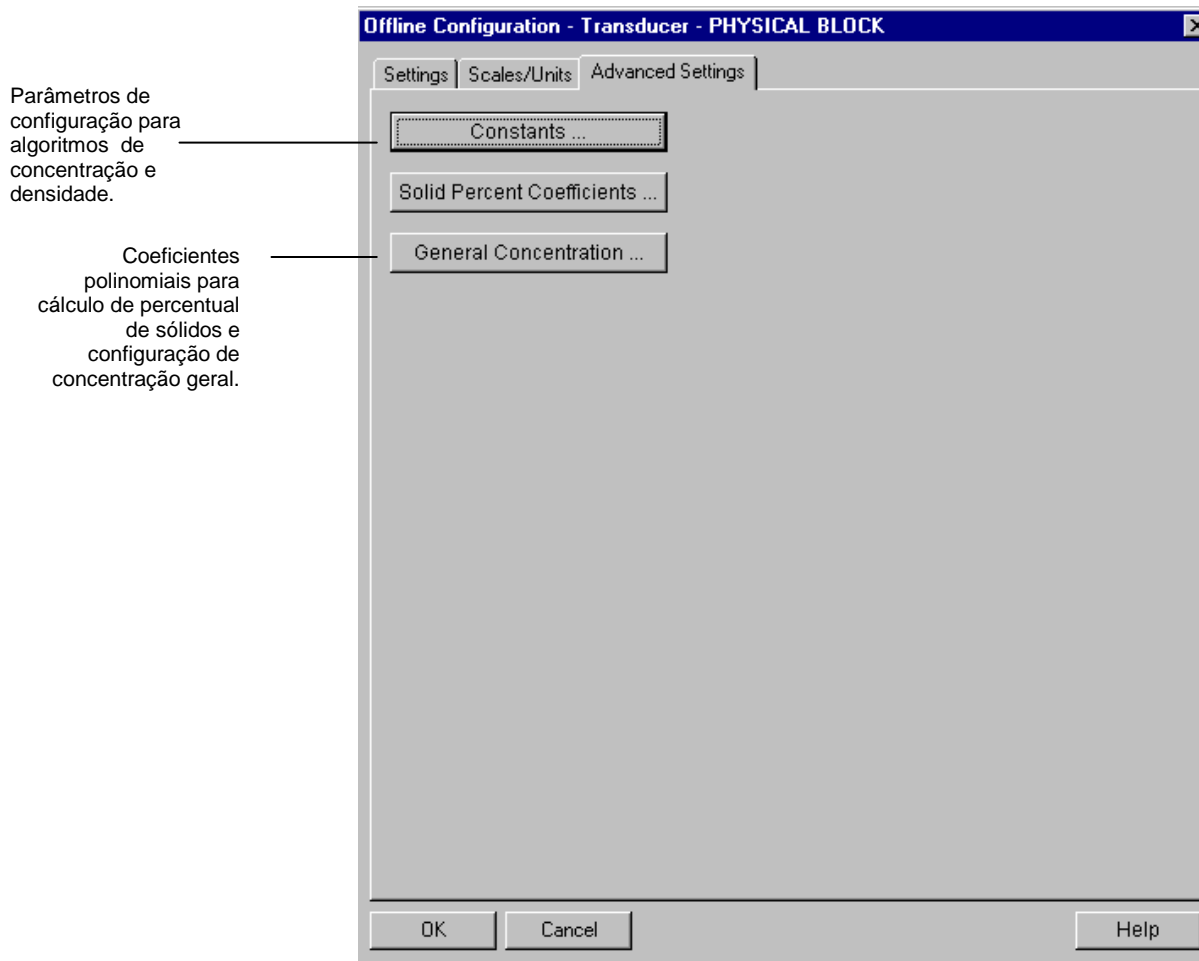 Offline Configuration - Transducer - PHYSICAL BLOCK
Settings
Scales/Units
Advanced Settings
Parâmetros de
configuração para
algoritmos de
concentração e
densidade.
Constants ...
Solid Percent Coefficients ...
General Concentration ...
Coeficientes
polinomiais para
cálculo de percentual
de sólidos e
configuração de
concentração geral.
OK
Cancel
Help